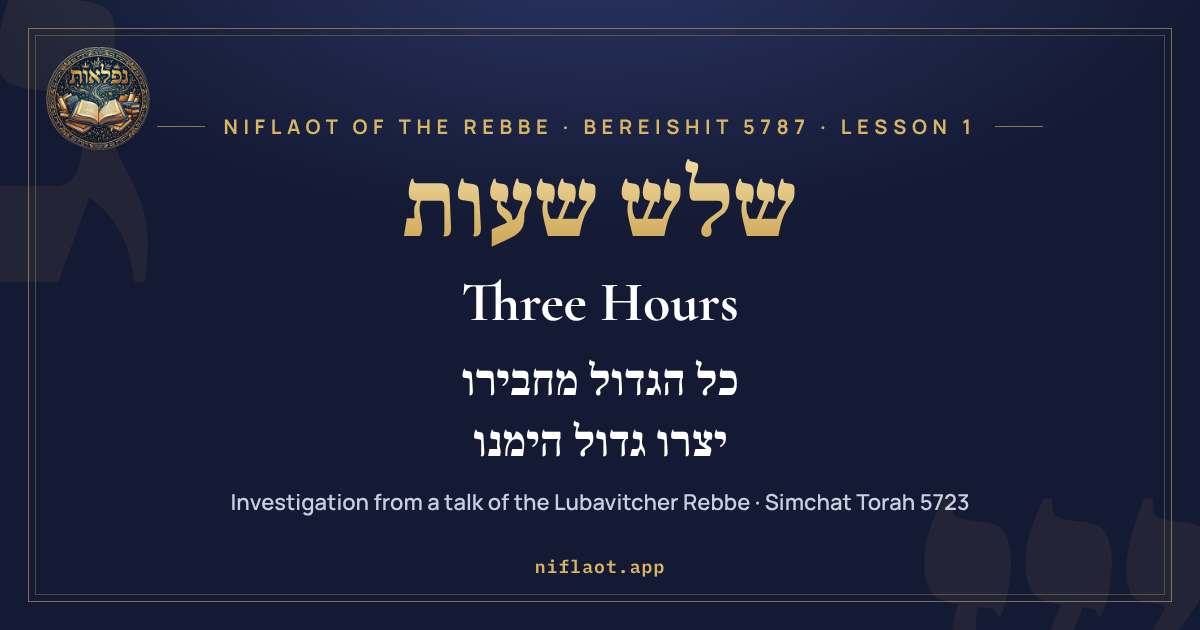 נפלאות
NIFLAOT OF THE REBBE · BEREISHIT 5787 · LESSON 1
שלש שעות
Three Hours
כל הגדול מחבירו
יצרו גדול הימנו
Investigation from a talk of the Lubavitcher Rebbe · Simchat Torah 5723
niflaot.app